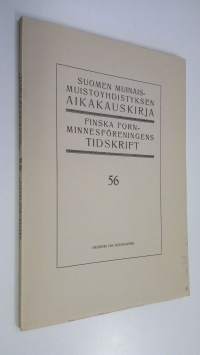 SUOMEN MUINAIS-
MUISTOYHDISTYKSEN
AIKAKAUSKIRJA
FINSKA FORN-
MINNESFÖRENINGENS
TIDSKRIFT
56